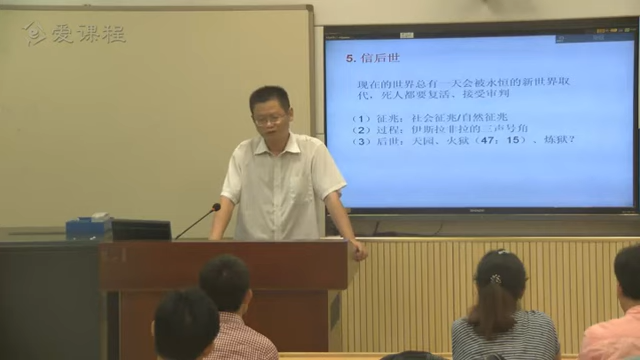 爱课程
5. 信后世
现在的世界总有一天会被永恒的新世界取
代，死人都要复活、接受审判
（1）征兆：社会征兆/自然征兆
（2）过程：伊斯拉非拉的三声号角
（3）后世：天园、火狱（47：15）、炼狱？